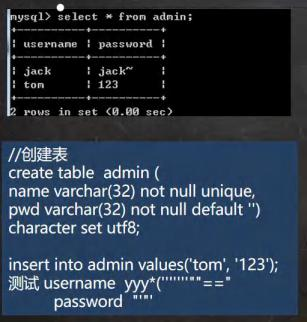 mysql> select * from admin;
+----------+----------+
| username | password |
+----------+----------+
| jack | jack~ |
| tom | 123 |
+----------+----------+
2 rows in set (0.00 sec)
//创建表
create table admin (
name varchar(32) not null unique,
pwd varchar(32) not null default '')
character set utf8;
insert into admin values('tom', '123');
测试 username yyy*(''''''""=="
password "'"'